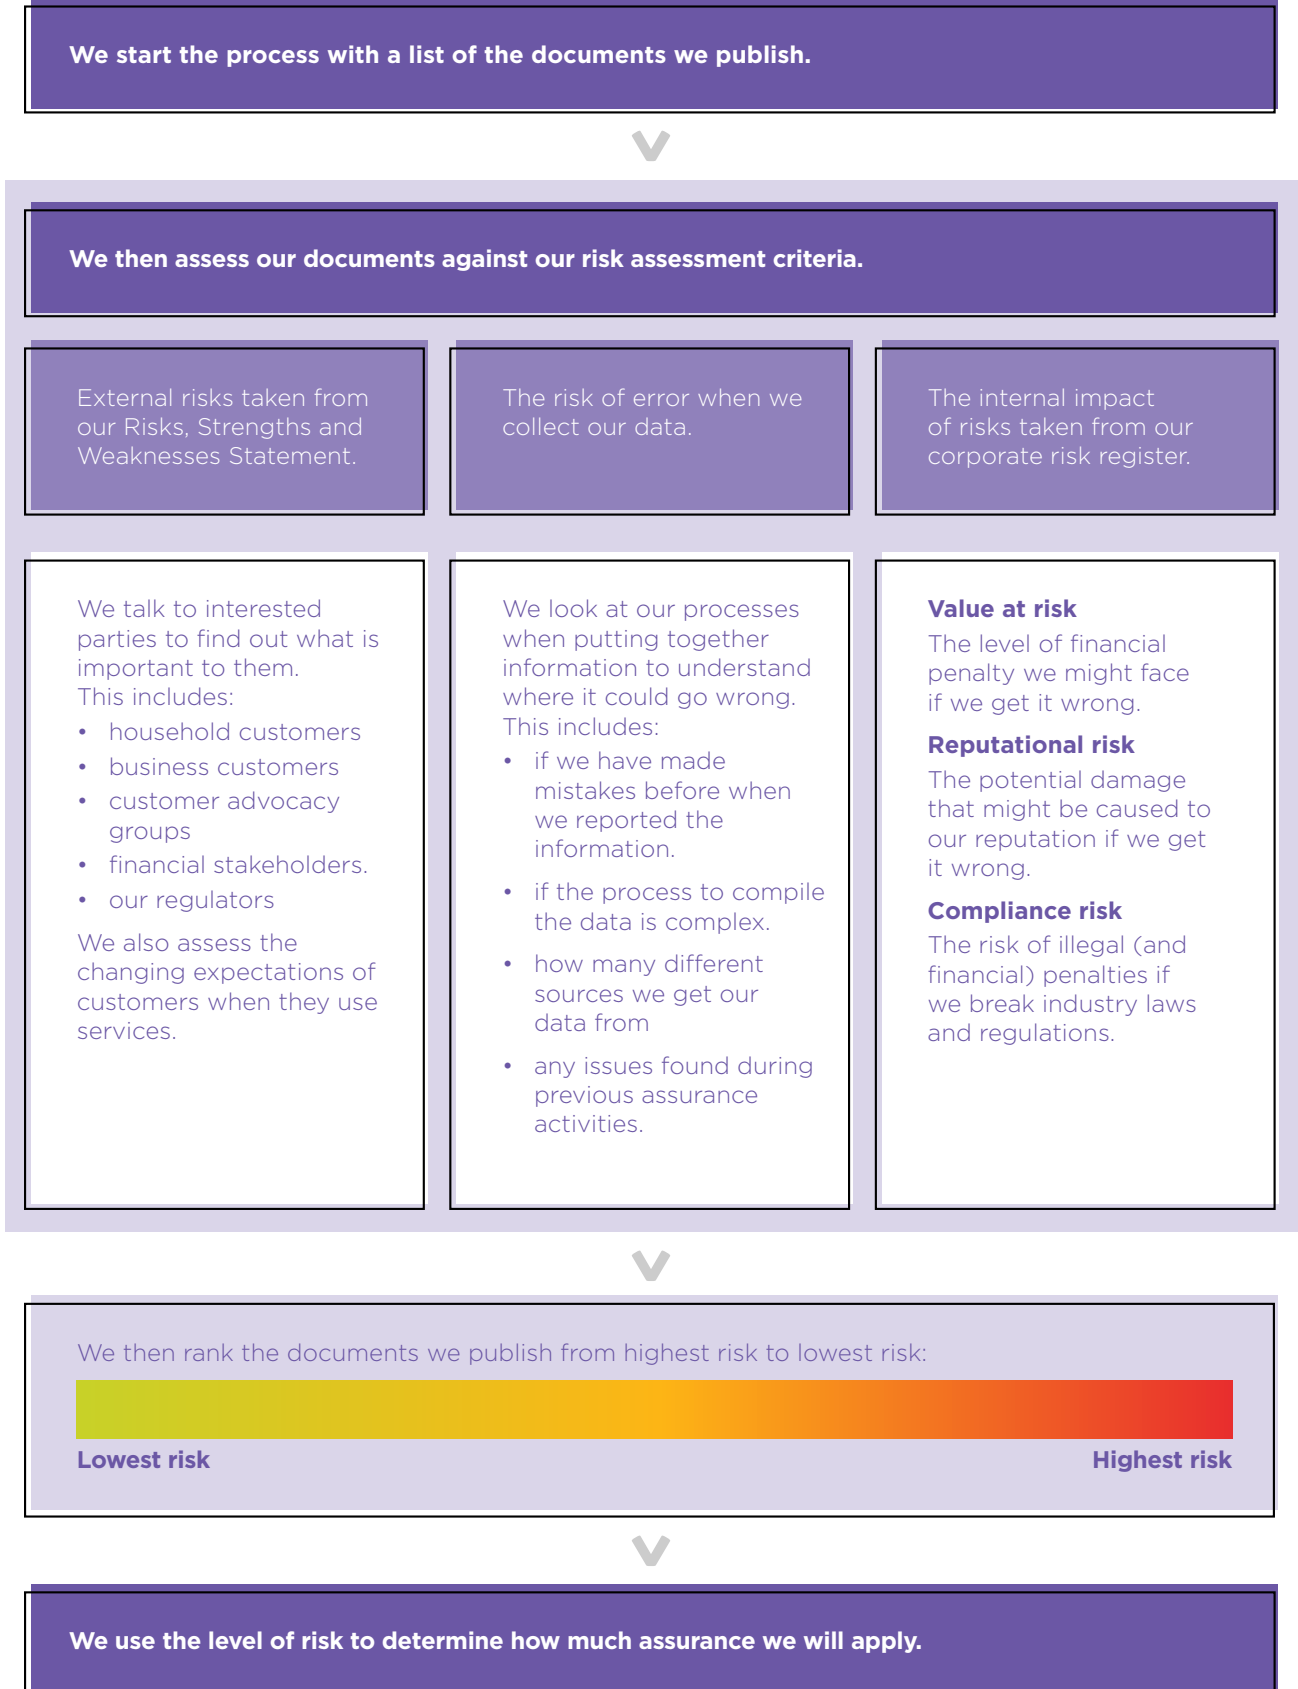 We start the process with a list of the documents we publish.
We then assess our documents against our risk assessment criteria.
External risks taken from
our Risks, Strengths and
Weaknesses Statement.
The risk of error when we
collect our data.
The internal impact
of risks taken from our
corporate risk register.
We talk to interested
parties to find out what is
important to them.
This includes:
• household customers
• business customers
• customer advocacy
groups
• financial stakeholders.
• our regulators
We also assess the
changing expectations of
customers when they use
services.
We look at our processes
when putting together
information to understand
where it could go wrong.
This includes:
• if we have made
mistakes before when
we reported the
information.
• if the process to compile
the data is complex.
• how many different
sources we get our
data from
• any issues found during
previous assurance
activities.
Value at risk
The level of financial
penalty we might face
if we get it wrong.
Reputational risk
The potential damage
that might be caused to
our reputation if we get
it wrong.
Compliance risk
The risk of illegal (and
financial) penalties if
we break industry laws
and regulations.
We then rank the documents we publish from highest risk to lowest risk:
Lowest risk
Highest risk
We use the level of risk to determine how much assurance we will apply.